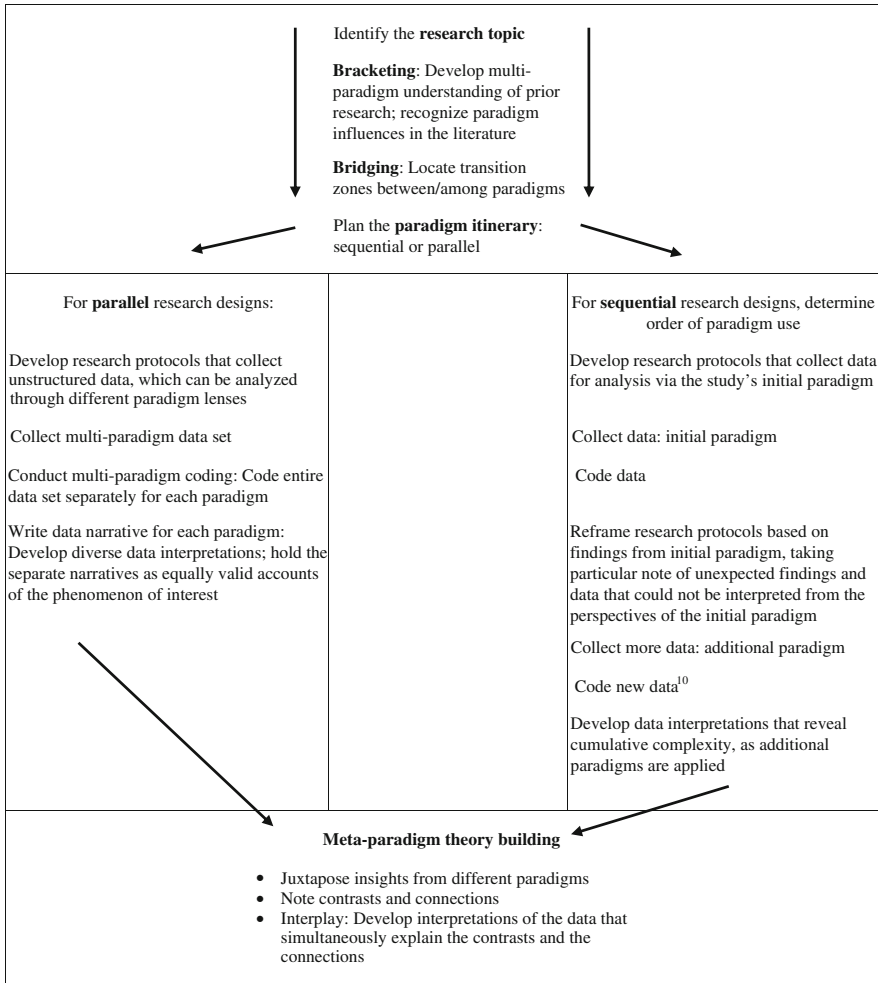 Identify the research topic
Bracketing: Develop multi-
paradigm understanding of prior
research; recognize paradigm
influences in the literature
Bridging: Locate transition
zones between/among paradigms
Plan the paradigm itinerary:
sequential or parallel
For parallel research designs:
Develop research protocols that collect
unstructured data, which can be analyzed
through different paradigm lenses
Collect multi-paradigm data set
Conduct multi-paradigm coding: Code entire
data set separately for each paradigm
Write data narrative for each paradigm:
Develop diverse data interpretations; hold the
separate narratives as equally valid accounts
of the phenomenon of interest
For sequential research designs, determine
order of paradigm use
Develop research protocols that collect data
for analysis via the study’s initial paradigm
Collect data: initial paradigm
Code data
Reframe research protocols based on
findings from initial paradigm, taking
particular note of unexpected findings and
data that could not be interpreted from the
perspectives of the initial paradigm
Collect more data: additional paradigm
Code new data¹⁰
Develop data interpretations that reveal
cumulative complexity, as additional
paradigms are applied
Meta-paradigm theory building
• Juxtapose insights from different paradigms
• Note contrasts and connections
• Interplay: Develop interpretations of the data that
simultaneously explain the contrasts and the
connections